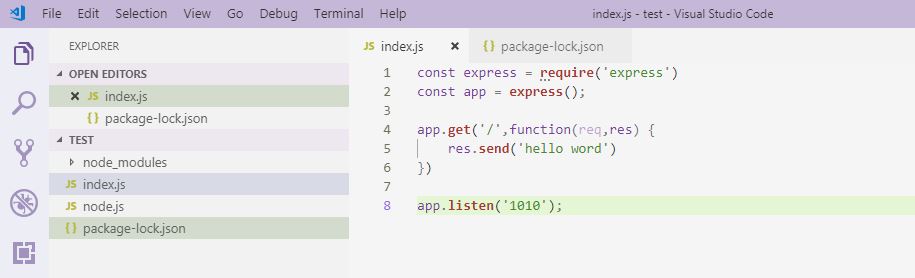 File Edit Selection View Go Debug Terminal Help index.js - test - Visual Studio Code
EXPLORER
OPEN EDITORS
JS index.js
{} package-lock.json
TEST
node_modules
JS index.js
JS node.js
{} package-lock.json
JS index.js {} package-lock.json
1 const express = require('express')
2 const app = express();
3
4 app.get('/',function(req,res) {
5 res.send('hello word')
6 })
7
8 app.listen('1010');